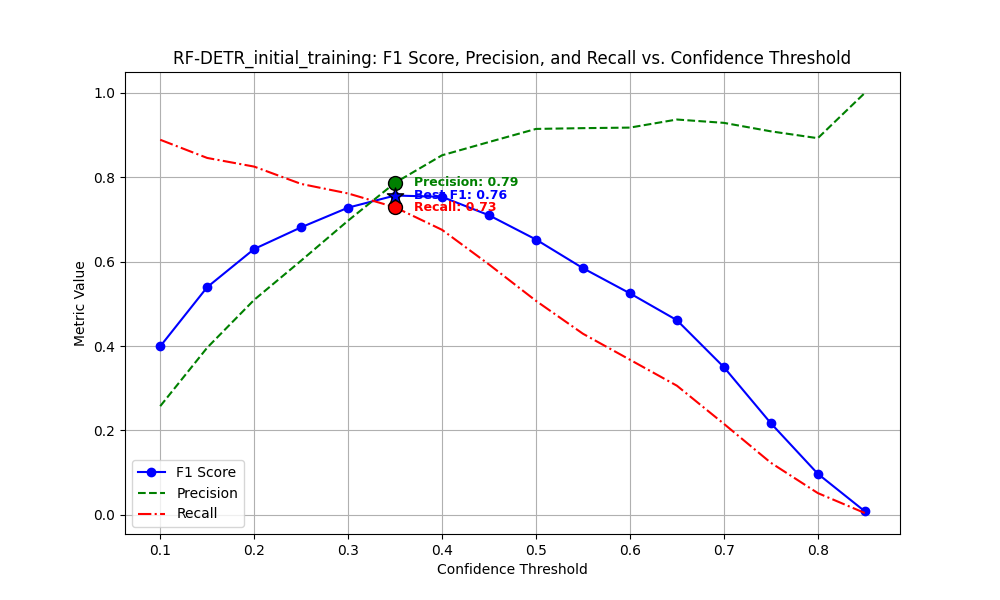 RF-DETR_initial_training: F1 Score, Precision, and Recall vs. Confidence Threshold
Metric Value
1.0
0.8
0.6
0.4
0.2
0.0
Precision: 0.79
Best F1: 0.76
Recall: 0.73
F1 Score
Precision
Recall
0.1 0.2 0.3 0.4 0.5 0.6 0.7 0.8
Confidence Threshold